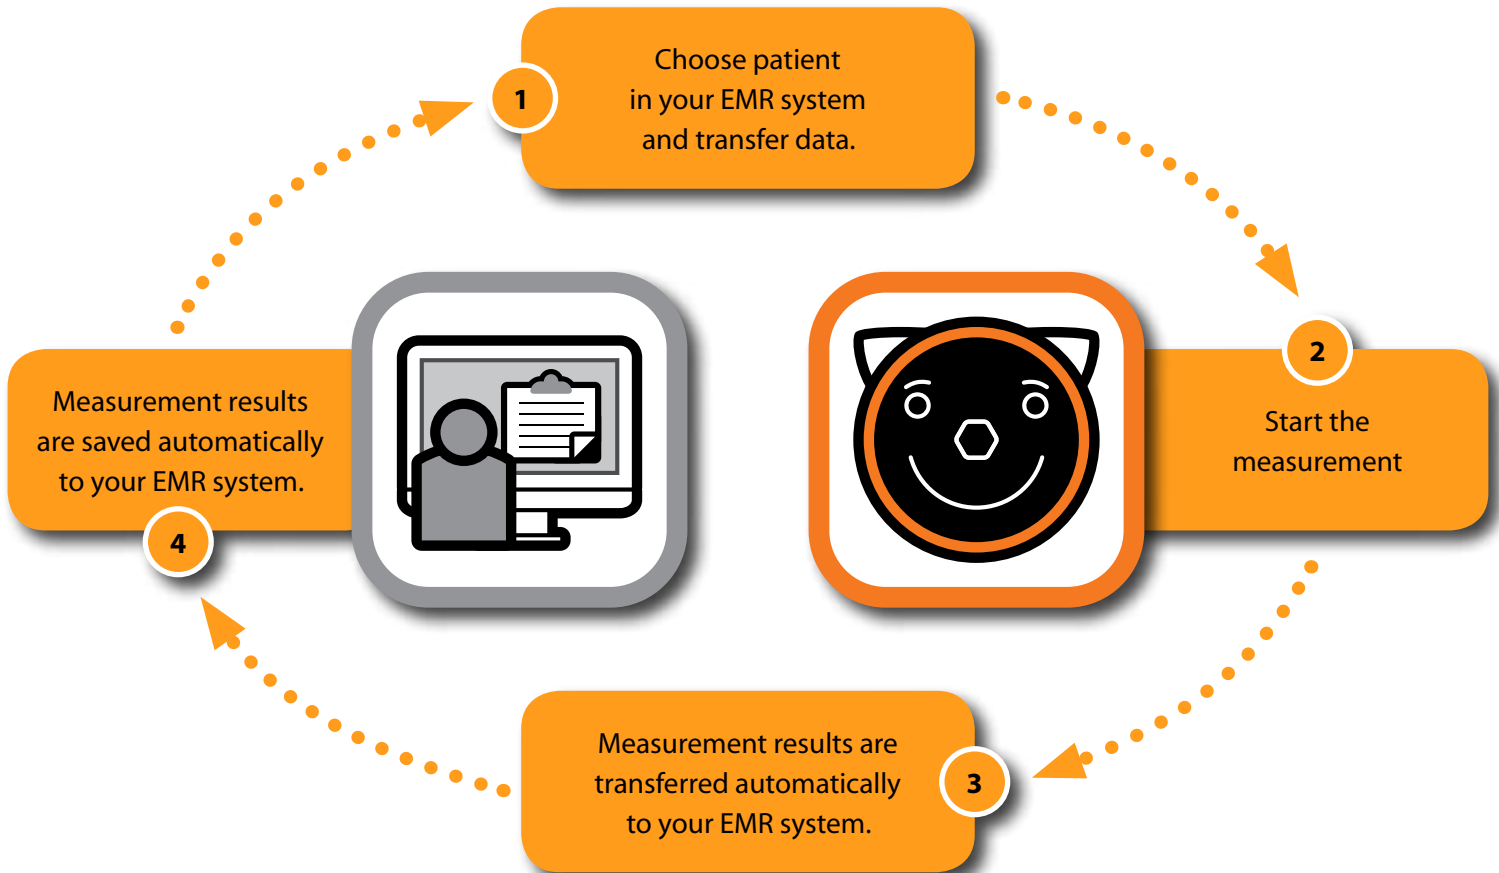 1
Choose patient
in your EMR system
and transfer data.
2
Start the
measurement
3
Measurement results are
transferred automatically
to your EMR system.
4
Measurement results
are saved automatically
to your EMR system.